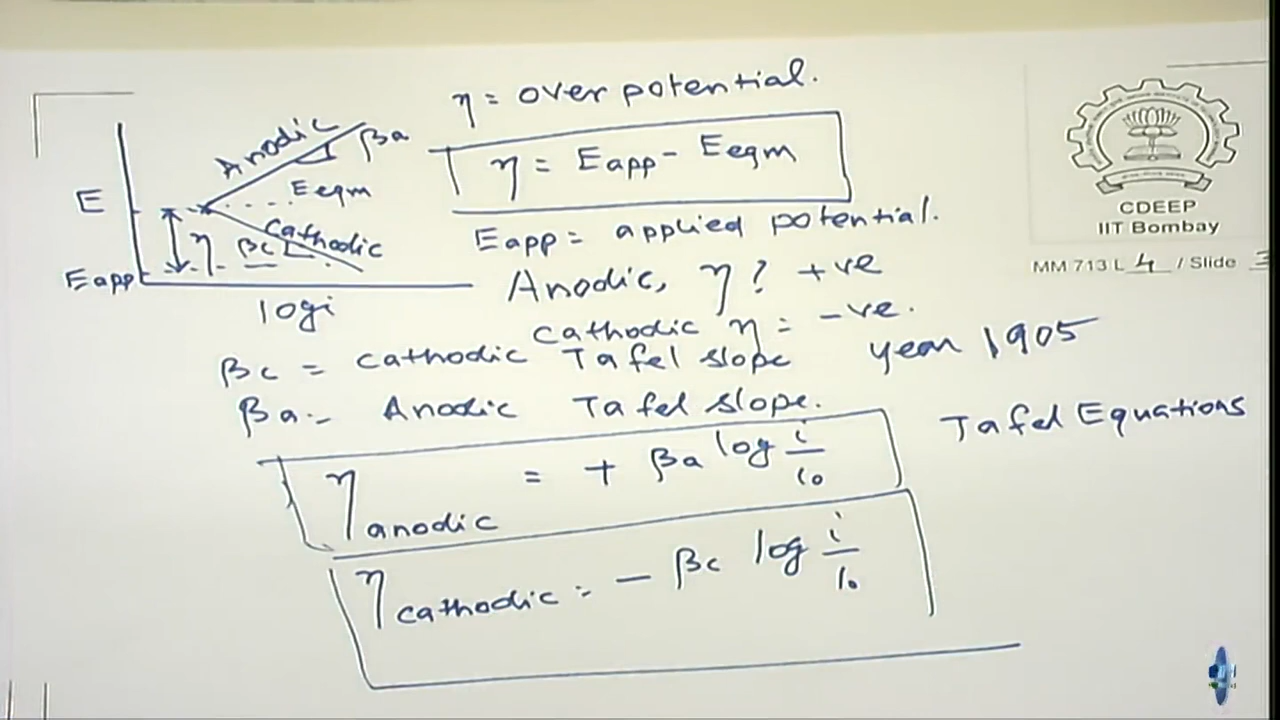 η = over potential.
η = Eapp - Eeqm
Eapp = applied potential.
Anodic, η ? +ve
cathodic η = -ve.
Anodic βa
E
Eeqm
η βc cathodic
Eapp
log i
βc = cathodic Tafel slope
year 1905
βa :- Anodic Tafel slope.
Tafel Equations
η anodic = + βa log i/i₀
η cathodic = - βc log i/i₀
CDEEP
IIT Bombay
MM 713 L 4 / Slide 3